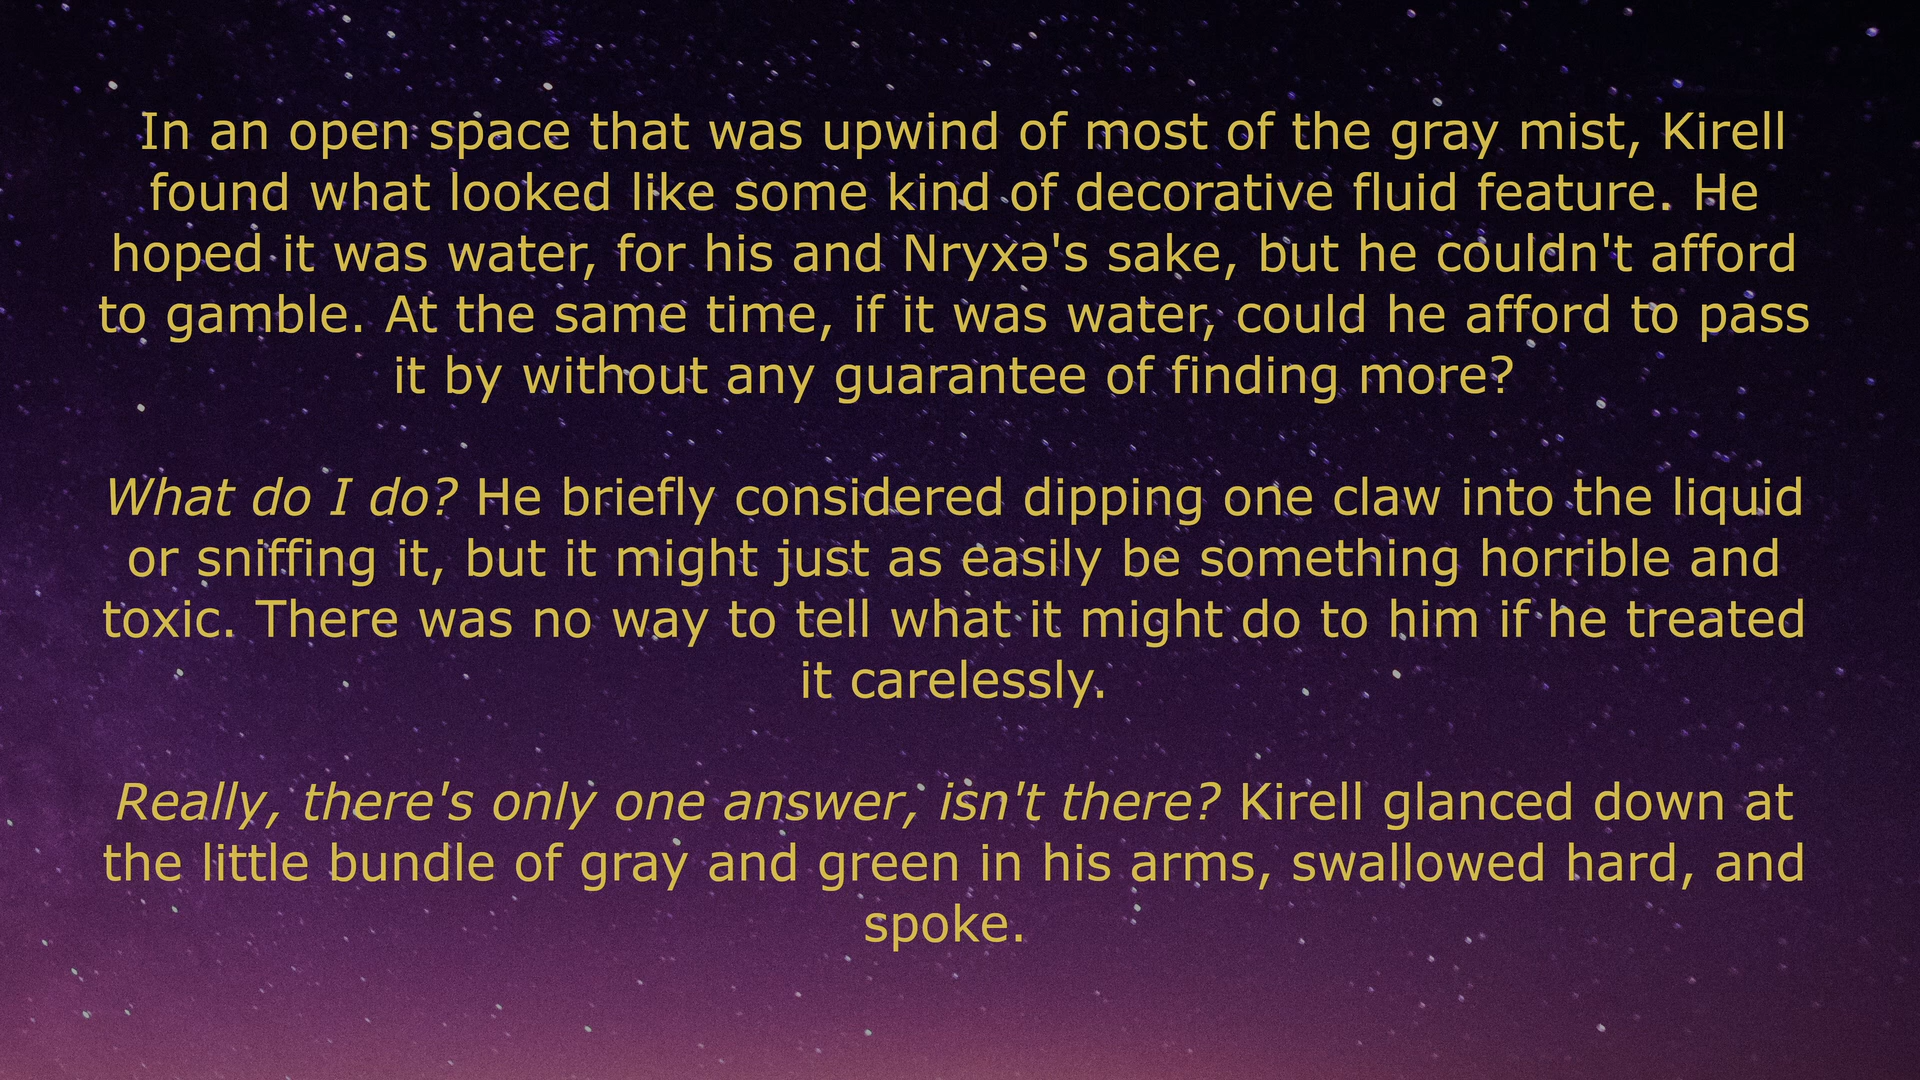 In an open space that was upwind of most of the gray mist, Kirell
found what looked like some kind of decorative fluid feature. He
hoped it was water, for his and Nryxə's sake, but he couldn't afford
to gamble. At the same time, if it was water, could he afford to pass
it by without any guarantee of finding more?
What do I do? He briefly considered dipping one claw into the liquid
or sniffing it, but it might just as easily be something horrible and
toxic. There was no way to tell what it might do to him if he treated
it carelessly.
Really, there's only one answer, isn't there? Kirell glanced down at
the little bundle of gray and green in his arms, swallowed hard, and
spoke.